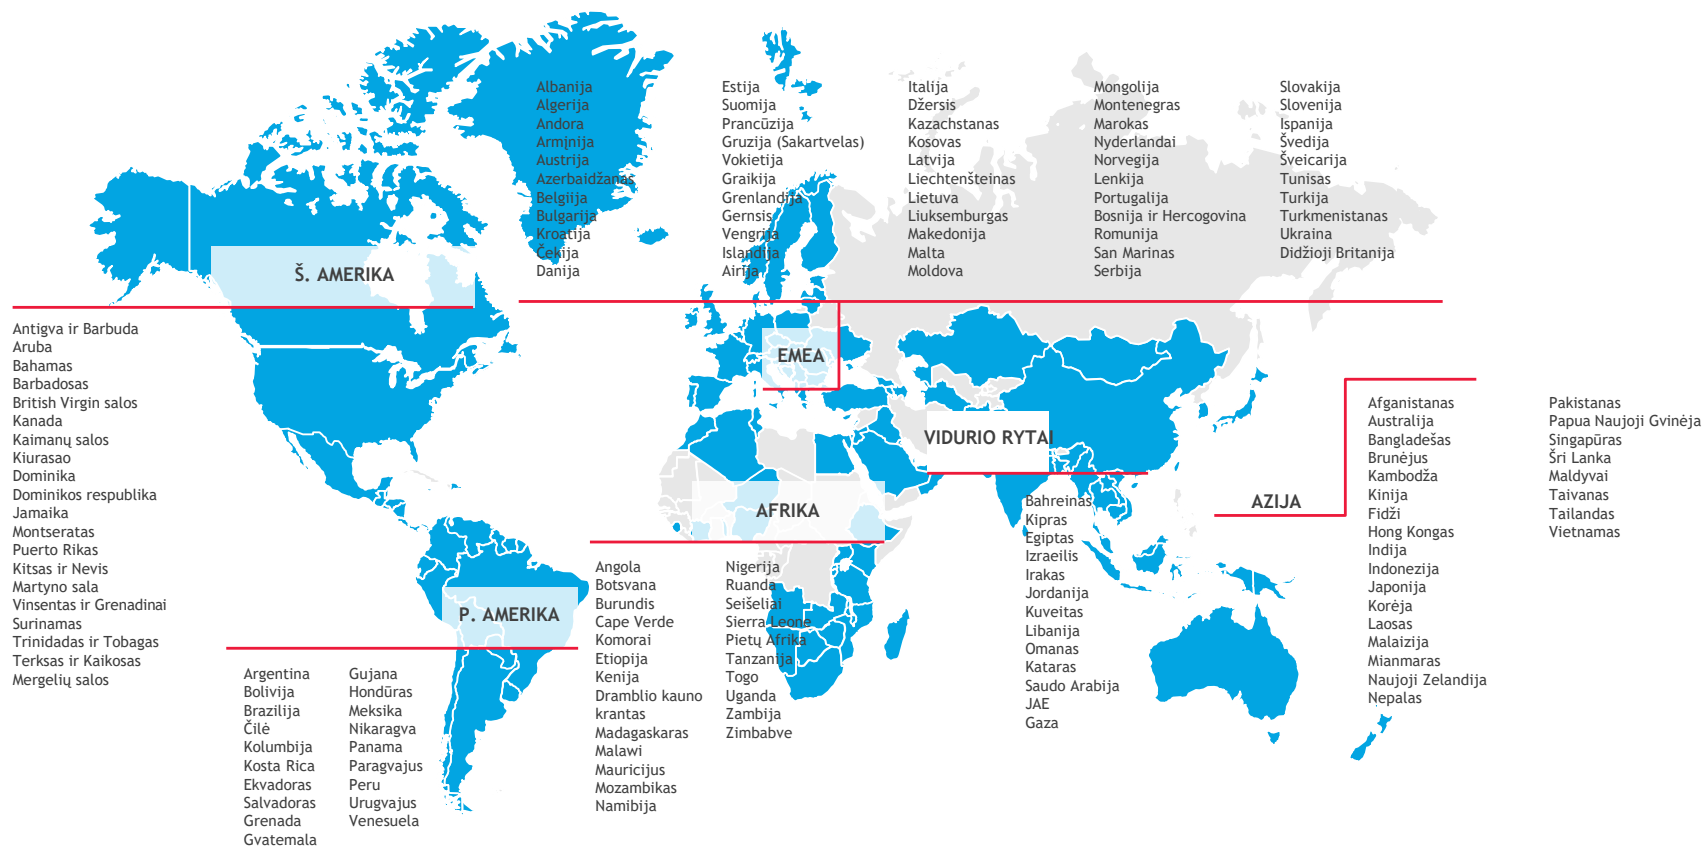 Š. AMERIKA
Antigva ir Barbuda
Aruba
Bahamas
Barbadosas
British Virgin salos
Kanada
Kaimanų salos
Kiurasao
Dominika
Dominikos respublika
Jamaika
Montseratas
Puerto Rikas
Kitsas ir Nevis
Martyno sala
Vinsentas ir Grenadinai
Surinamas
Trinidadas ir Tobagas
Terksas ir Kaikosas
Mergelių salos
P. AMERIKA
Argentina
Bolivija
Brazilija
Čilė
Kolumbija
Kosta Rica
Ekvadoras
Salvadoras
Grenada
Gvatemala
Gujana
Hondūras
Meksika
Nikaragva
Panama
Paragvajus
Peru
Urugvajus
Venesuela
Albanija
Algerija
Andora
Armįnija
Austrija
Azerbaidžanas
Belgiija
Bulgarija
Kroatija
Čekija
Danija
Estija
Suomija
Prancūzija
Gruzija (Sakartvelas)
Vokietija
Graikija
Grenlandija
Gernsis
Vengrija
Islandija
Airija
Italija
Džersis
Kazachstanas
Kosovas
Latvija
Liechtenšteinas
Lietuva
Liuksemburgas
Makedonija
Malta
Moldova
Mongolija
Montenegras
Marokas
Nyderlandai
Norvegija
Lenkija
Portugalija
Bosnija ir Hercogovina
Romunija
San Marinas
Serbija
Slovakija
Slovenija
Ispanija
Švedija
Šveicarija
Tunisas
Turkija
Turkmenistanas
Ukraina
Didžioji Britanija
EMEA
AFRIKA
Angola
Botsvana
Burundis
Cape Verde
Komorai
Etiopija
Kenija
Dramblio kauno
krantas
Madagaskaras
Malawi
Mauricijus
Mozambikas
Namibija
Nigerija
Ruanda
Seišeliai
Sierra Leone
Pietų Afrika
Tanzanija
Togo
Uganda
Zambija
Zimbabve
VIDURIO RYTAI
Bahreinas
Kipras
Egiptas
Izraeilis
Irakas
Jordanija
Kuveitas
Libanija
Omanas
Kataras
Saudo Arabija
JAE
Gaza
AZIJA
Afganistanas
Australija
Bangladešas
Brunėjus
Kambodža
Kinija
Fidži
Hong Kongas
Indija
Indonezija
Japonija
Korėja
Laosas
Malaizija
Mianmaras
Naujoji Zelandija
Nepalas
Pakistanas
Papua Naujoji Gvinėja
Singapūras
Šri Lanka
Maldyvai
Taivanas
Tailandas
Vietnamas